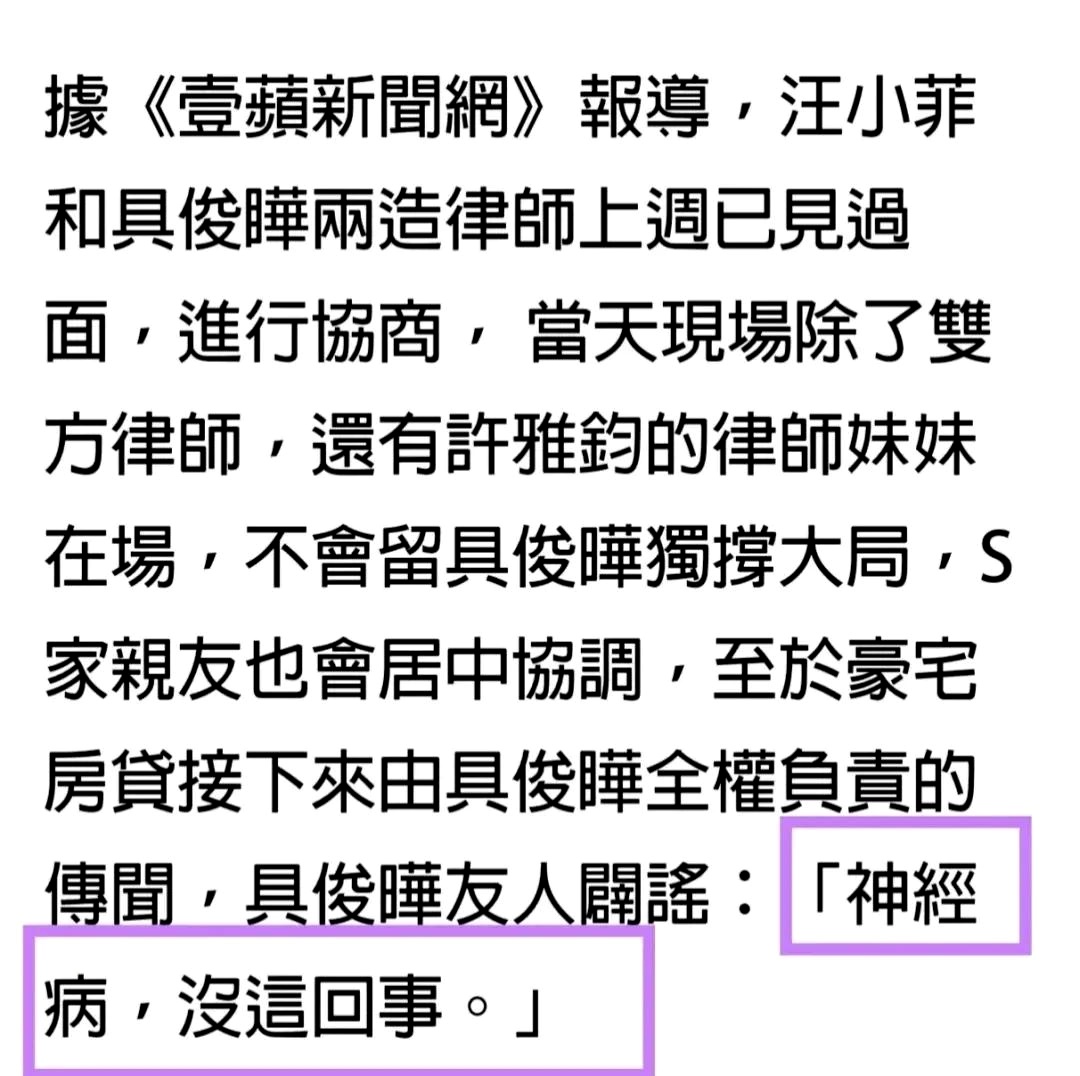 據《壹蘋新聞網》報導，汪小菲
和具俊曄兩造律師上週已見過
面，進行協商， 當天現場除了雙
方律師，還有許雅鈞的律師妹妹
在場，不會留具俊曄獨撐大局，S
家親友也會居中協調，至於豪宅
房貸接下來由具俊曄全權負責的
傳聞，具俊曄友人闢謠：「神經
病，沒這回事。」